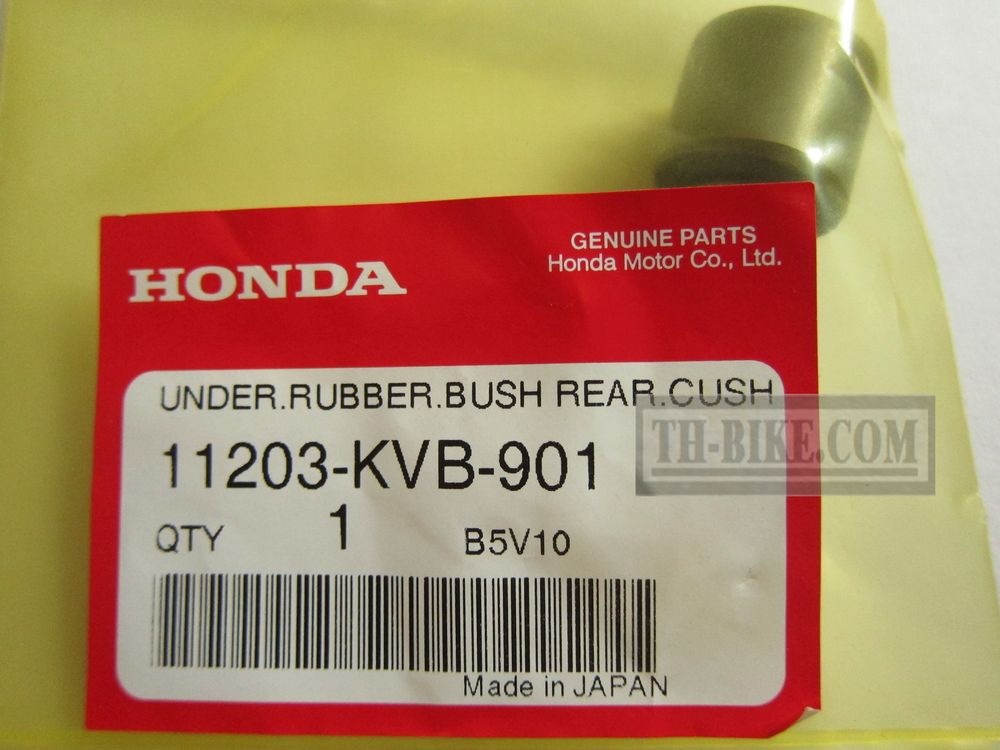 HONDA
GENUINE PARTS
Honda Motor Co., Ltd.
UNDER.RUBBER.BUSH REAR.CUSH
11203-KVB-901
TH-BIKE.COM
QTY 1 B5V10
Made in JAPAN